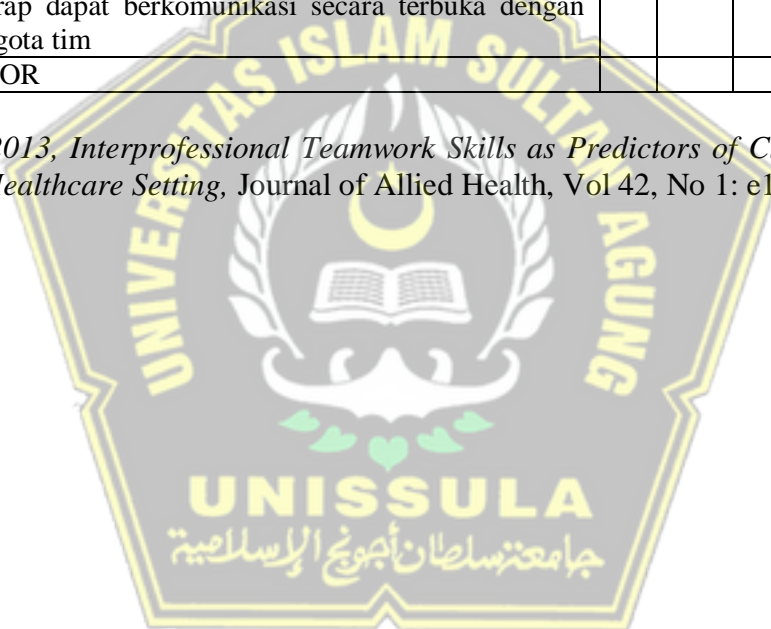 rap dapat berkomunikasi secara terbuka dengan
gota tim
OR
2013, Interprofessional Teamwork Skills as Predictors of C
Healthcare Setting, Journal of Allied Health, Vol 42, No 1: e1
UNIVERSITAS ISLAM SULTAN AGUNG
UNISSULA
جامعة سلطان أجونج الإسلامية